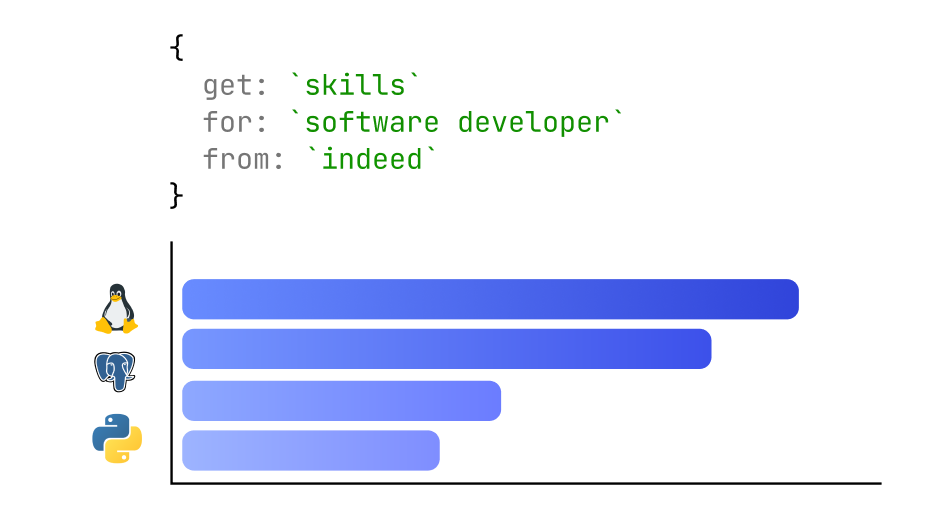 {
get: `skills`
for: `software developer`
from: `indeed`
}